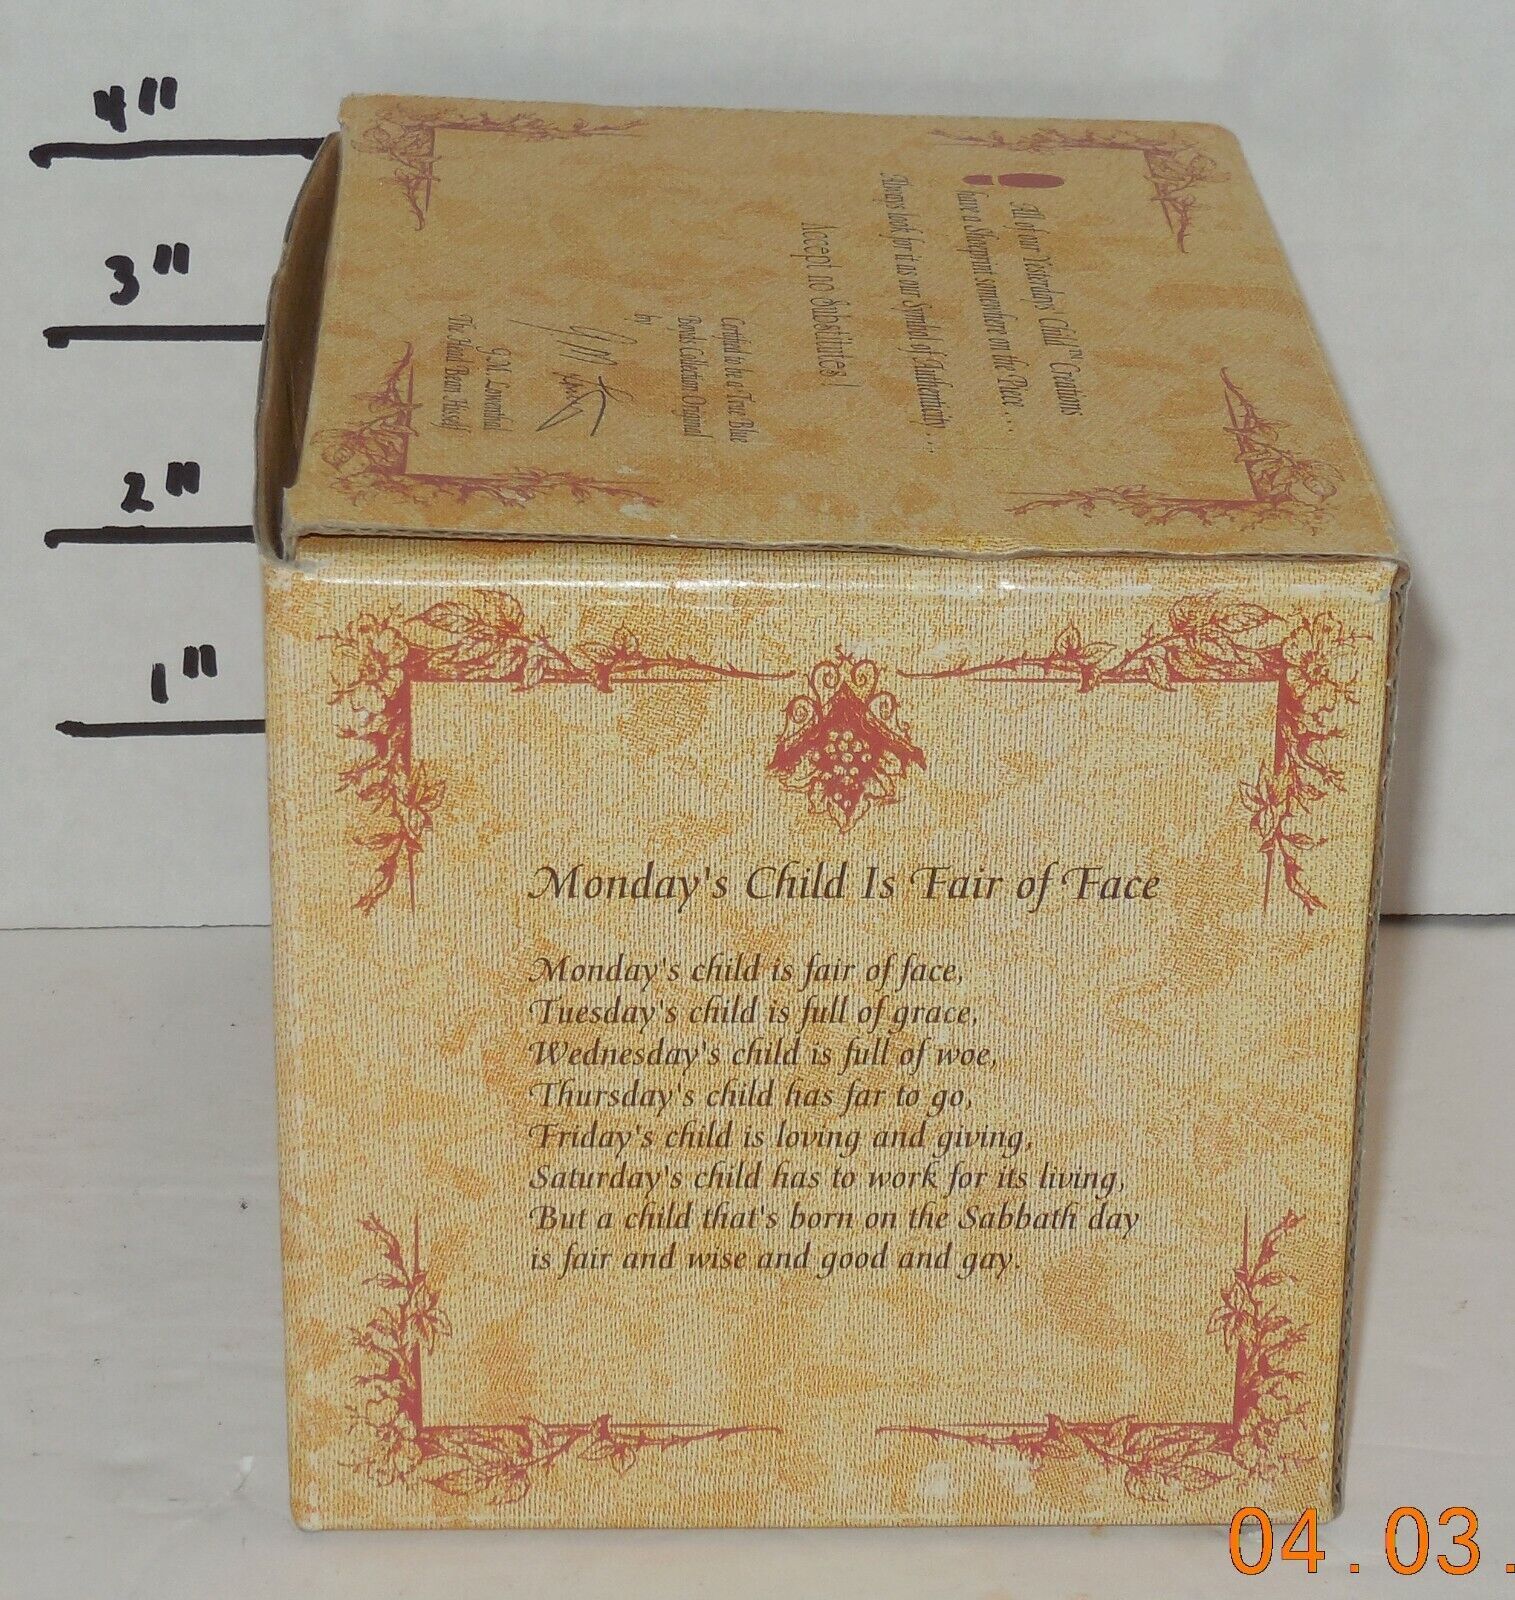 4"
3"
2"
1"
All of our Yesterdays' Child™ Creations
have a Shoeprint somewhere on the Piece . . .
Always look for it as our Symbol of Authenticity . . .
Accept no Substitutes!
Certified to be a True Blue
Boyds Collection Original
by
G.M. Lowenthal
The Head Bean Hisself
Monday's Child Is Fair of Face
Monday's child is fair of face,
Tuesday's child is full of grace,
Wednesday's child is full of woe,
Thursday's child has far to go,
Friday's child is loving and giving,
Saturday's child has to work for its living,
But a child that's born on the Sabbath day
is fair and wise and good and gay.
04.03.